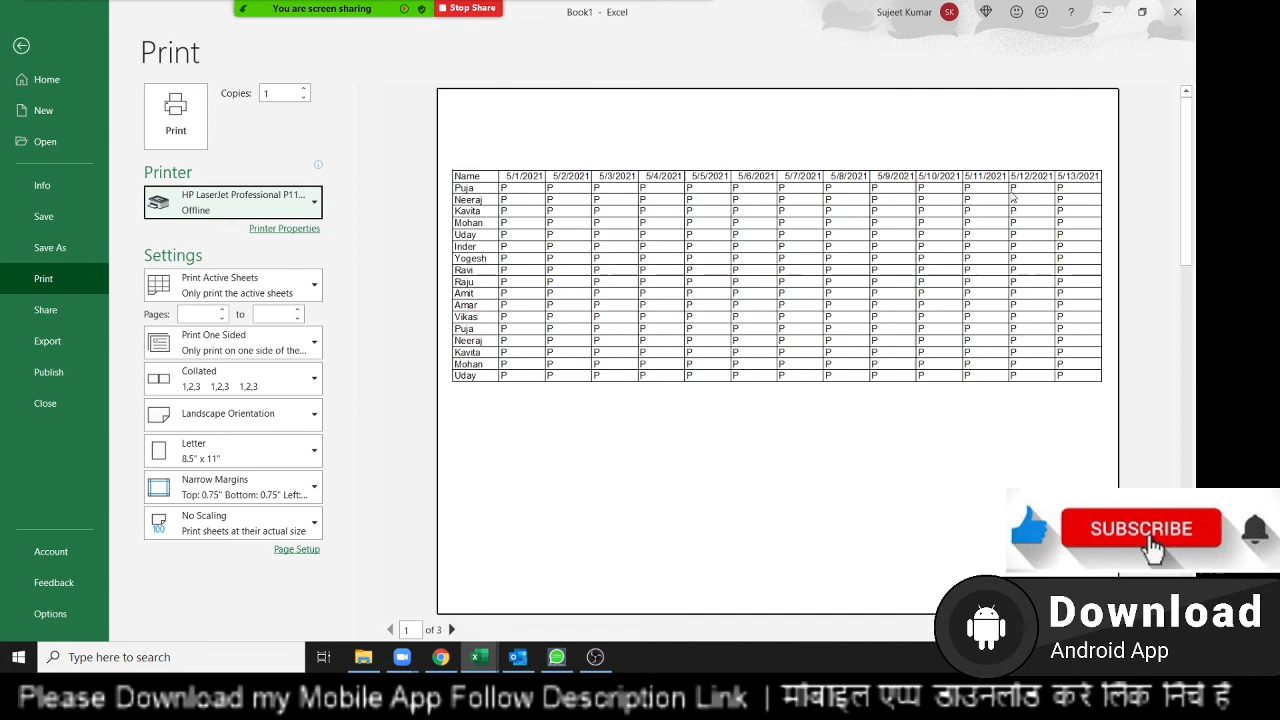 You are screen sharing
Stop Share
Book1 - Excel
Sujeet Kumar
SK
?
Print
Home
New
Open
Info
Save
Save As
Print
Share
Export
Publish
Close
Account
Feedback
Options
Print
Copies: 1
Printer
HP LaserJet Professional P11...
Offline
Printer Properties
Settings
Print Active Sheets
Only print the active sheets
Pages: to
Print One Sided
Only print on one side of the...
Collated
1,2,3 1,2,3 1,2,3
Landscape Orientation
Letter
8.5" x 11"
Narrow Margins
Top: 0.75" Bottom: 0.75" Left:...
No Scaling
Print sheets at their actual size
100
Page Setup
Name 5/1/2021 5/2/2021 5/3/2021 5/4/2021 5/5/2021 5/6/2021 5/7/2021 5/8/2021 5/9/2021 5/10/2021 5/11/2021 5/12/2021 5/13/2021
Puja P P P P P P P P P P P P P
Neeraj P P P P P P P P P P P P P
Kavita P P P P P P P P P P P P P
Mohan P P P P P P P P P P P P P
Uday P P P P P P P P P P P P P
Inder P P P P P P P P P P P P P
Yogesh P P P P P P P P P P P P P
Ravi P P P P P P P P P P P P P
Raju P P P P P P P P P P P P P
Amit P P P P P P P P P P P P P
Amar P P P P P P P P P P P P P
Vikas P P P P P P P P P P P P P
Puja P P P P P P P P P P P P P
Neeraj P P P P P P P P P P P P P
Kavita P P P P P P P P P P P P P
Mohan P P P P P P P P P P P P P
Uday P P P P P P P P P P P P P
1 of 3
SUBSCRIBE
Download
Android App
Type here to search
Please Download my Mobile App Follow Description Link | मोबाइल एप्प डाउनलोड करे लिंक निचे है